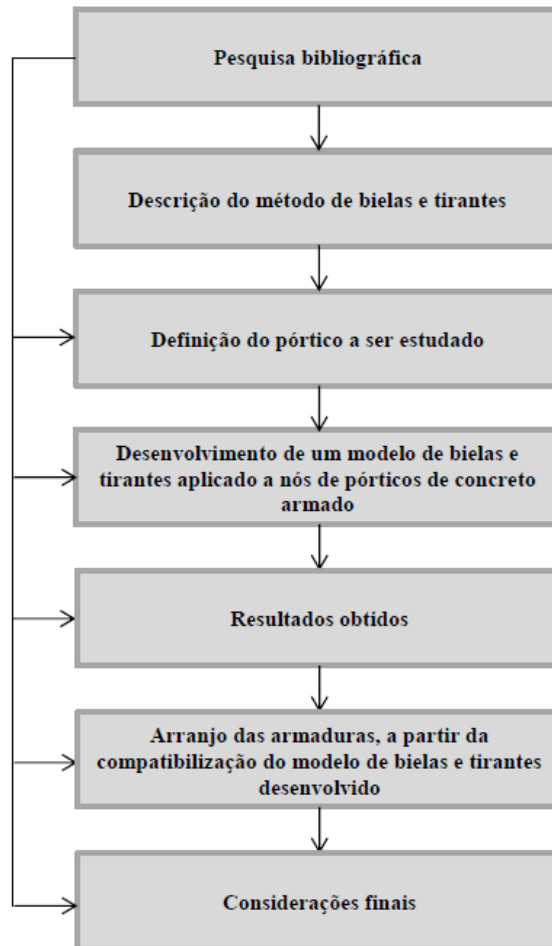 Pesquisa bibliográfica
Descrição do método de bielas e tirantes
Definição do pórtico a ser estudado
Desenvolvimento de um modelo de bielas e
tirantes aplicado a nós de pórticos de concreto
armado
Resultados obtidos
Arranjo das armaduras, a partir da
compatibilização do modelo de bielas e tirantes
desenvolvido
Considerações finais